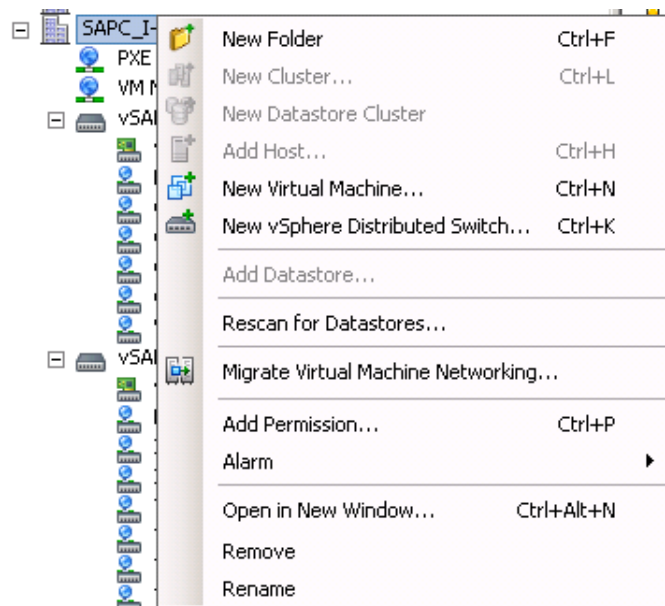 SAPC_I-
New Folder Ctrl+F
PXE
New Cluster... Ctrl+L
VM
New Datastore Cluster
vSA
Add Host... Ctrl+H
New Virtual Machine... Ctrl+N
New vSphere Distributed Switch... Ctrl+K
Add Datastore...
Rescan for Datastores...
vSA
Migrate Virtual Machine Networking...
Add Permission... Ctrl+P
Alarm
Open in New Window... Ctrl+Alt+N
Remove
Rename